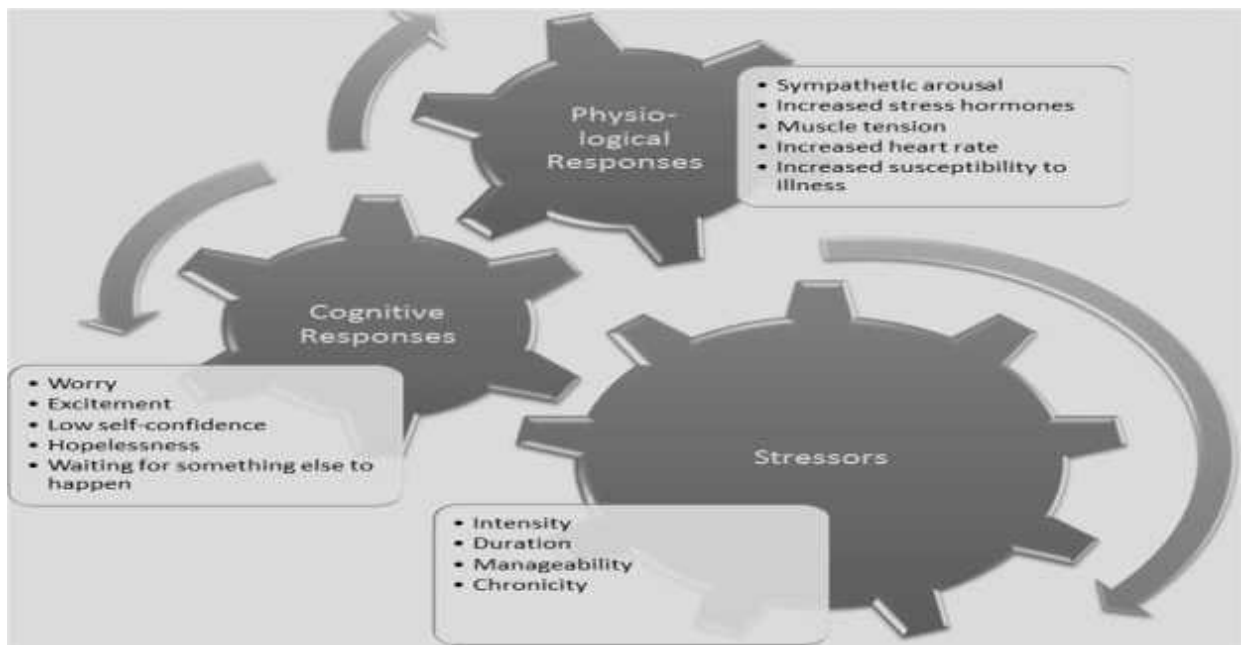 Physio-
logical
Responses
• Sympathetic arousal
• Increased stress hormones
• Muscle tension
• Increased heart rate
• Increased susceptibility to
illness
Cognitive
Responses
• Worry
• Excitement
• Low self-confidence
• Hopelessness
• Waiting for something else to
happen
Stressors
• Intensity
• Duration
• Manageability
• Chronicity